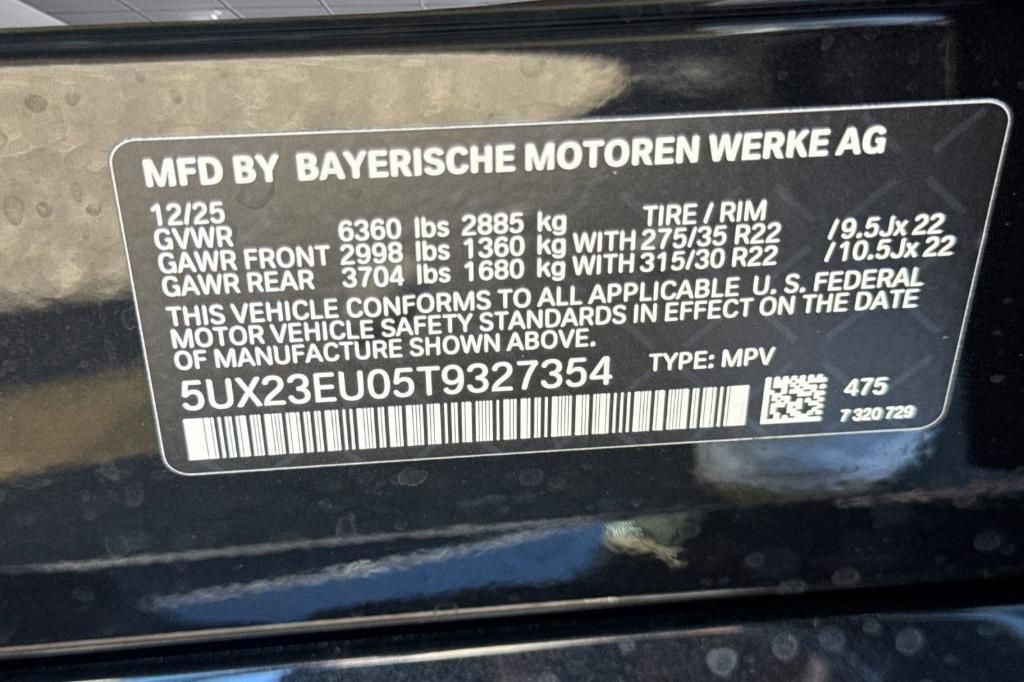 MFD BY BAYERISCHE MOTOREN WERKE AG
12/25 TIRE / RIM
GVWR 6360 lbs 2885 kg
GAWR FRONT 2998 lbs 1360 kg WITH 275/35 R22 /9.5Jx 22
GAWR REAR 3704 lbs 1680 kg WITH 315/30 R22 /10.5Jx 22
THIS VEHICLE CONFORMS TO ALL APPLICABLE U. S. FEDERAL
MOTOR VEHICLE SAFETY STANDARDS IN EFFECT ON THE DATE
OF MANUFACTURE SHOWN ABOVE.
5UX23EU05T9327354 TYPE: MPV
475
7 320 729